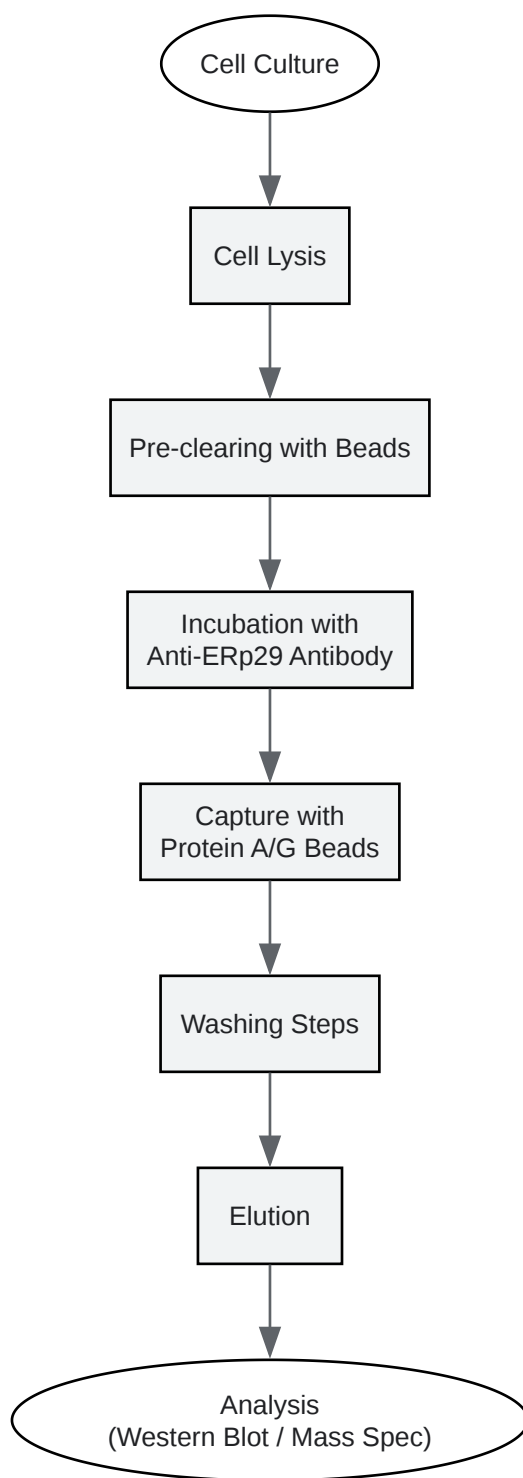 Cell Culture
Cell Lysis
Pre-clearing with Beads
Incubation with
Anti-ERp29 Antibody
Capture with
Protein A/G Beads
Washing Steps
Elution
Analysis
(Western Blot / Mass Spec)